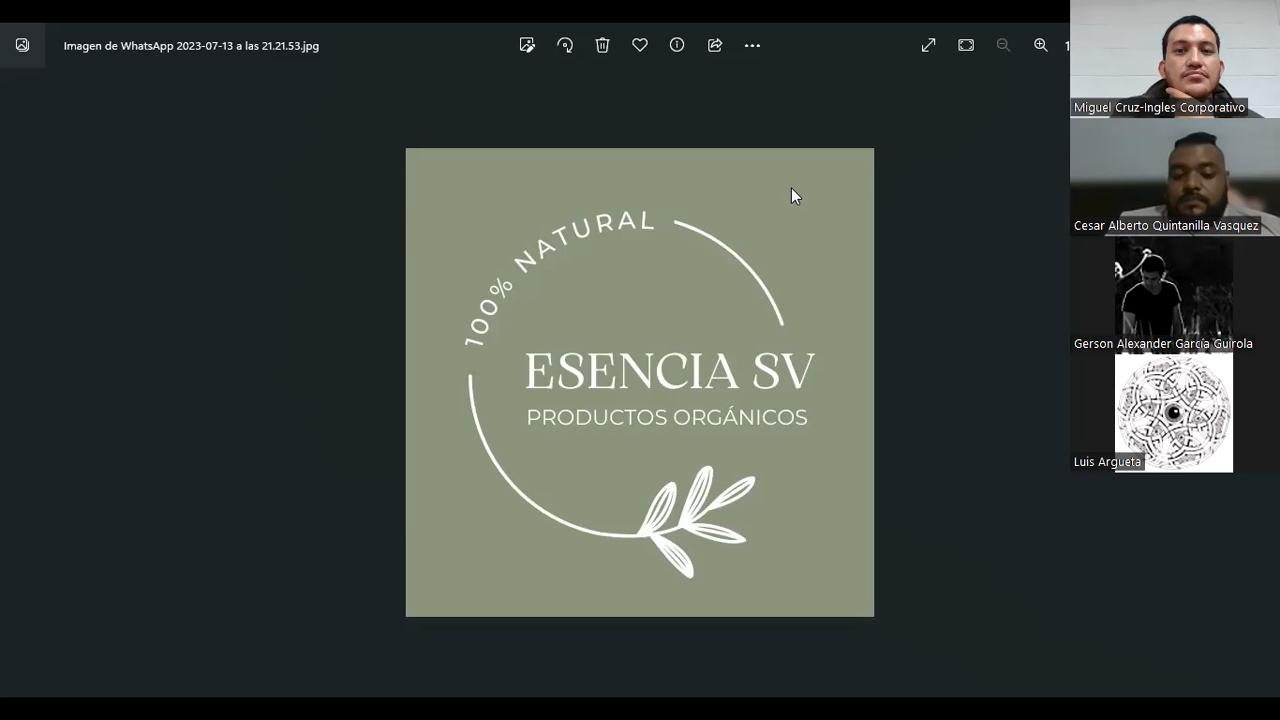 Imagen de WhatsApp 2023-07-13 a las 21.21.53.jpg
100% NATURAL
ESENCIA SV
PRODUCTOS ORGÁNICOS
Miguel Cruz-Ingles Corporativo
Cesar Alberto Quintanilla Vasquez
Gerson Alexander García Guirola
Luis Argueta